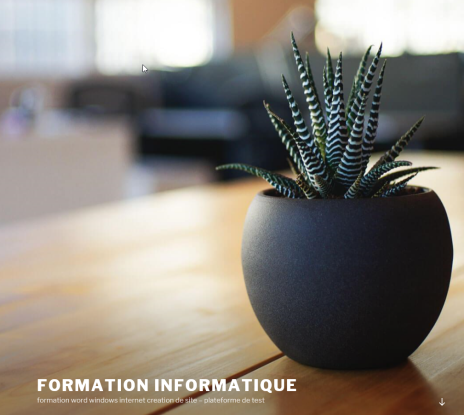 FORMATION INFORMATIQUE
formation word windows internet creation de site – plateforme de test